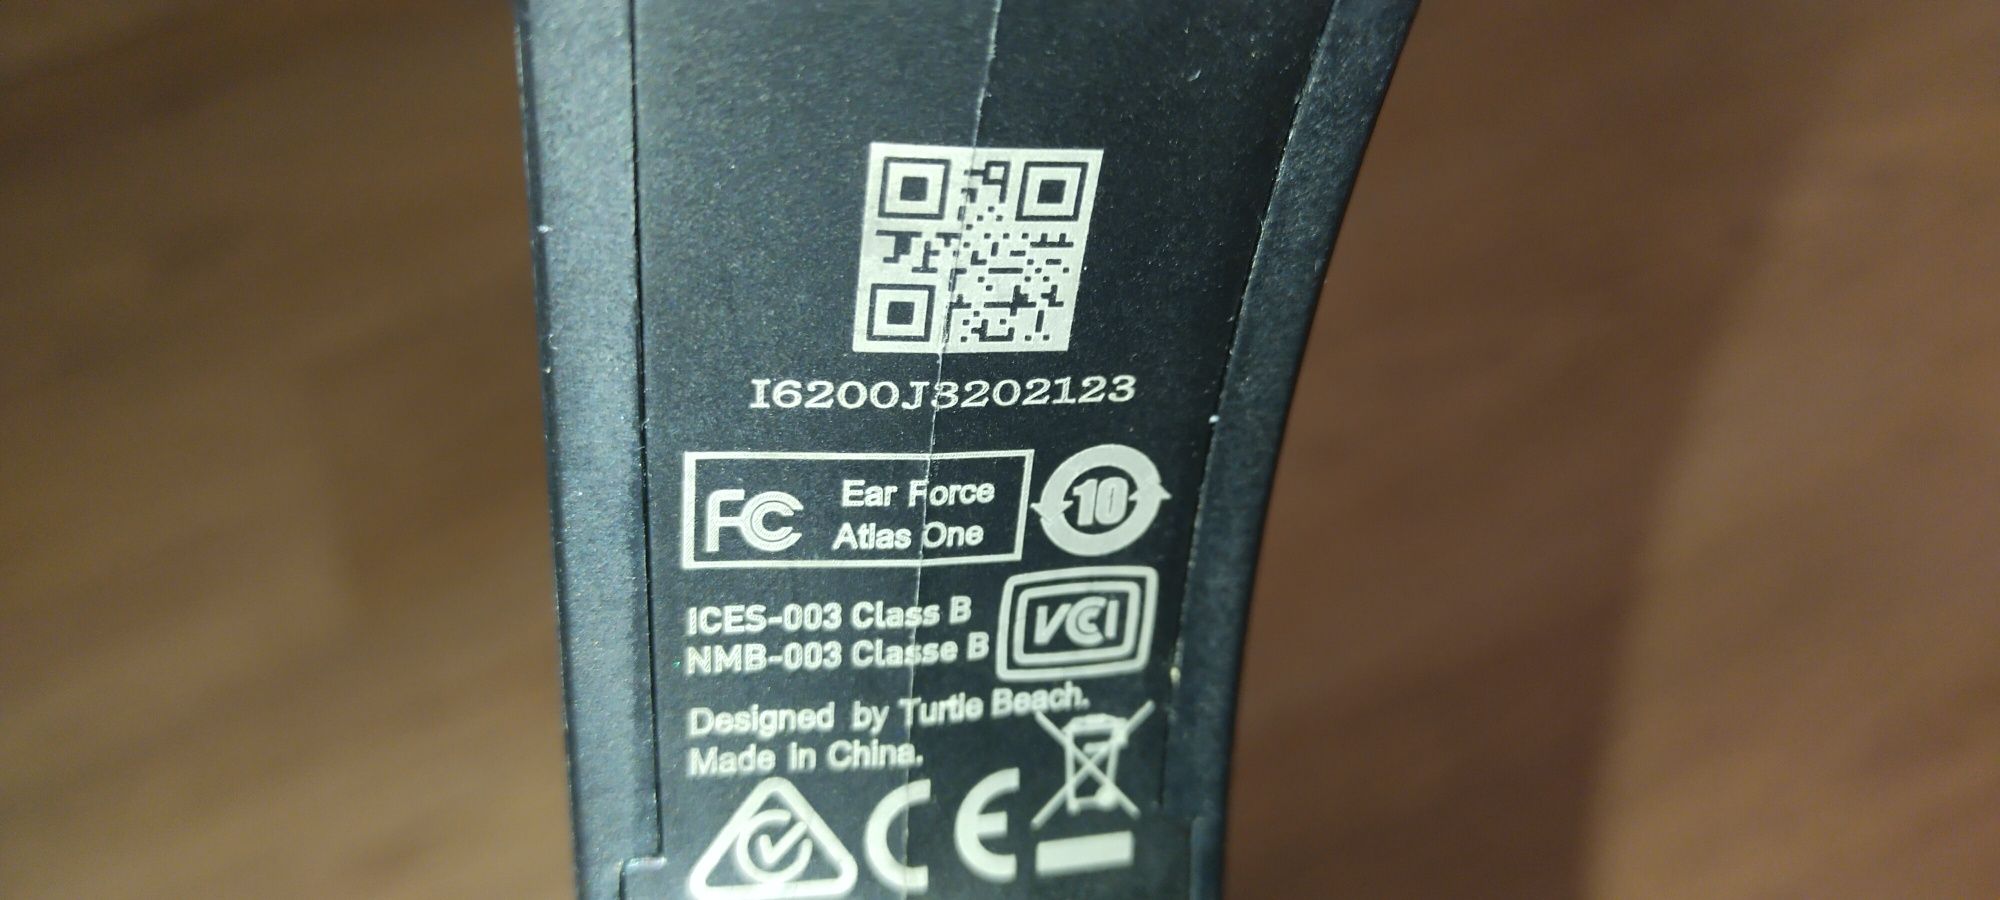 I6200J3202123
FC Ear Force
Atlas One
10
ICES-003 Class B
NMB-003 Classe B
VCCI
Designed by Turtle Beach.
Made in China.
CE